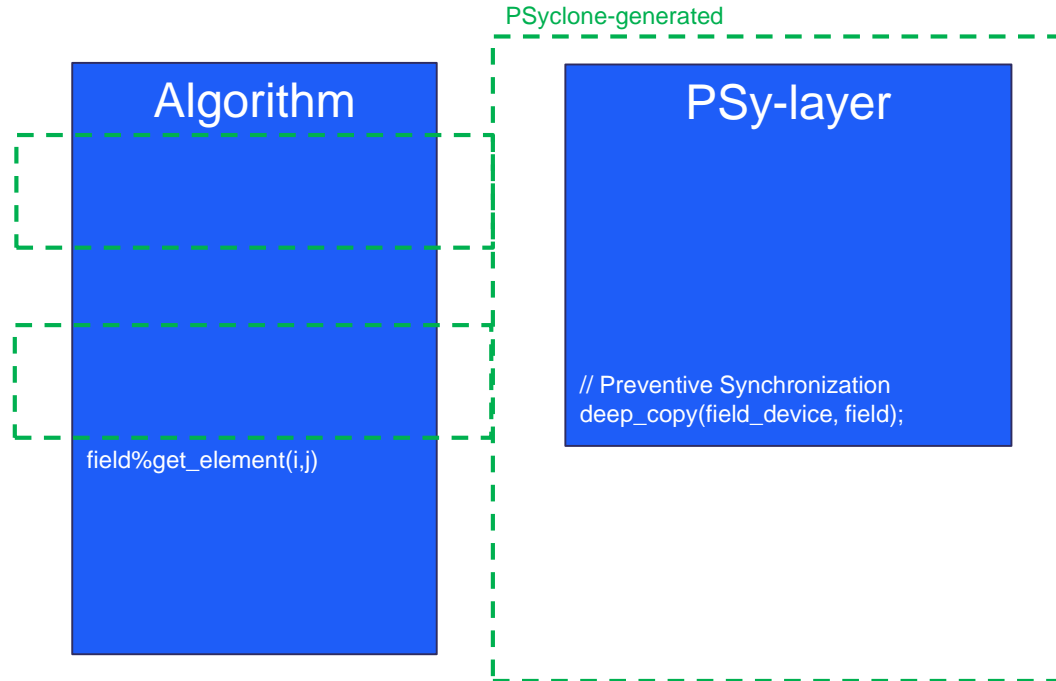 PSyclone-generated
Algorithm
field%get_element(i,j)
PSy-layer
// Preventive Synchronization
deep_copy(field_device, field);